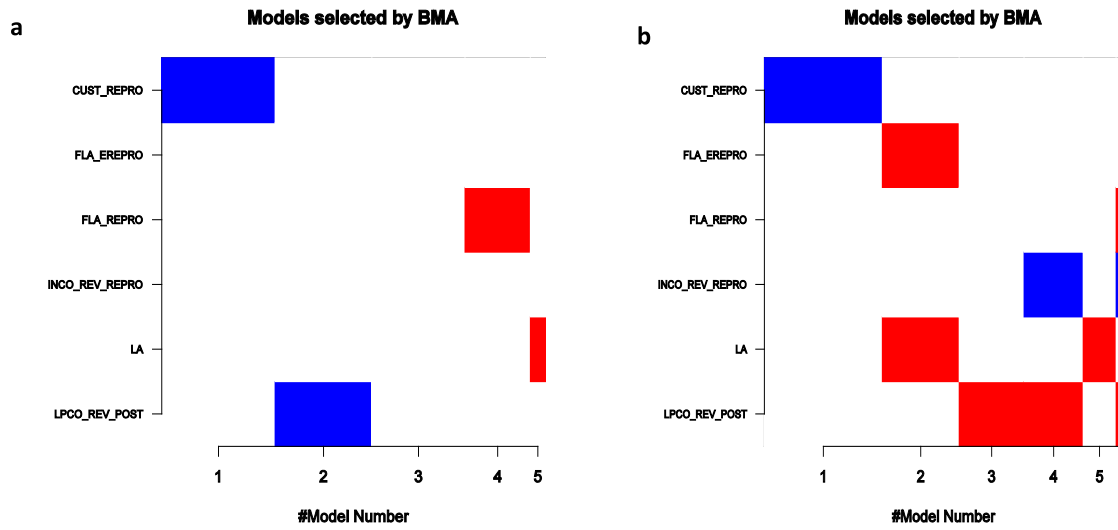 a
Models selected by BMA
CUST_REPRO
FLA_EREPRO
FLA_REPRO
INCO_REV_REPRO
LA
LPCO_REV_POST
1 2 3 4 5
#Model Number
b
Models selected by BMA
CUST_REPRO
FLA_EREPRO
FLA_REPRO
INCO_REV_REPRO
LA
LPCO_REV_POST
1 2 3 4 5
#Model Number